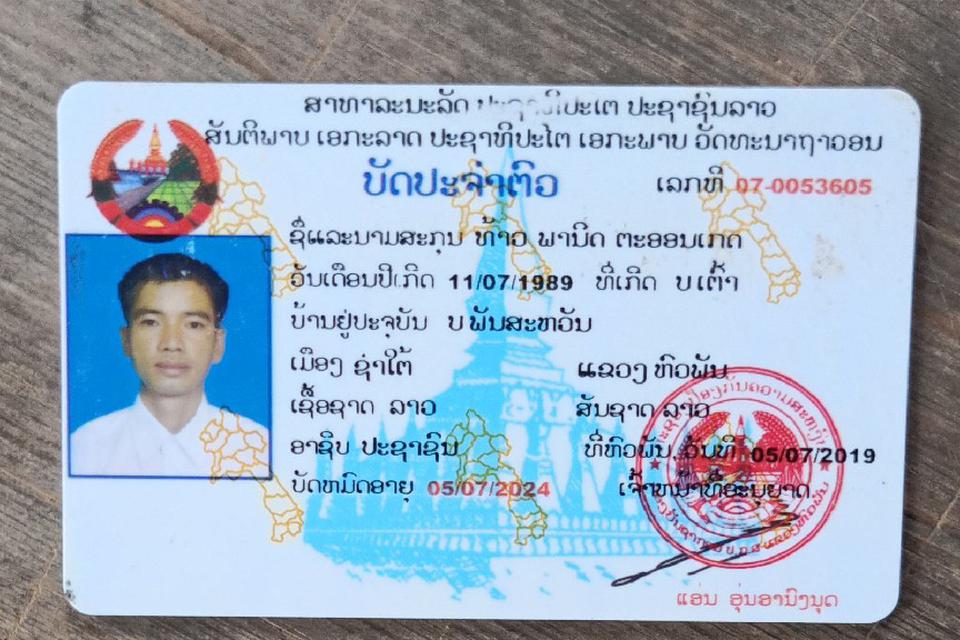 ສາທາລະນະລັດ ປະຊາທິປະໄຕ ປະຊາຊົນລາວ
ສັນຕິພາບ ເອກະລາດ ປະຊາທິປະໄຕ ເອກະພາບ ວັດທະນາຖາວອນ
ບັດປະຈຳຕົວ
ເລກທີ 07-0053605
ຊື່ແລະນາມສະກຸນ ທ້າວ ພານິດ ຕະອອນເກດ
ວັນເດືອນປີເກີດ 11/07/1989 ທີ່ເກີດ ບ ເຕົ່າ
ບ້ານຢູ່ປະຈຸບັນ ບ ພັນສະຫວັນ
ເມືອງ ຊຳໃຕ້ ແຂວງ ຫົວພັນ
ເຊື້ອຊາດ ລາວ ສັນຊາດ ລາວ
ອາຊີບ ປະຊາຊົນ ທີ່ຫົວພັນ, ວັນທີ 05/07/2019
ບັດຫມົດອາຍຸ 05/07/2024 ເຈົ້າຫນ້າທີ່ອະນຸຍາດ
ແອ່ນ ອຸ່ນອານົງນຸດ